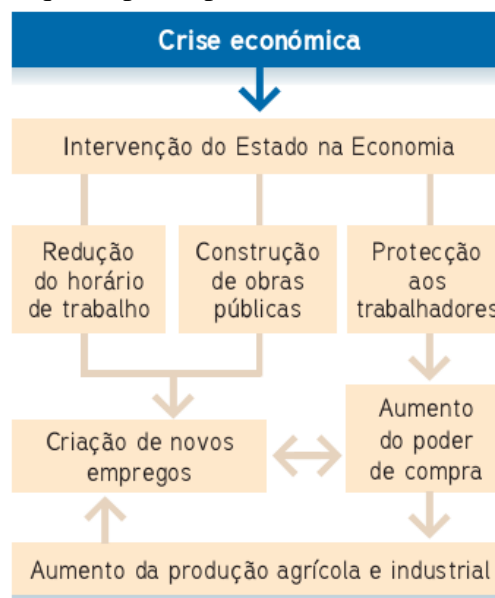 Crise económica
Intervenção do Estado na Economia
Redução
do horário
de trabalho
Construção
de obras
públicas
Protecção
aos
trabalhadores
Criação de novos
empregos
Aumento
do poder
de compra
Aumento da produção agrícola e industrial